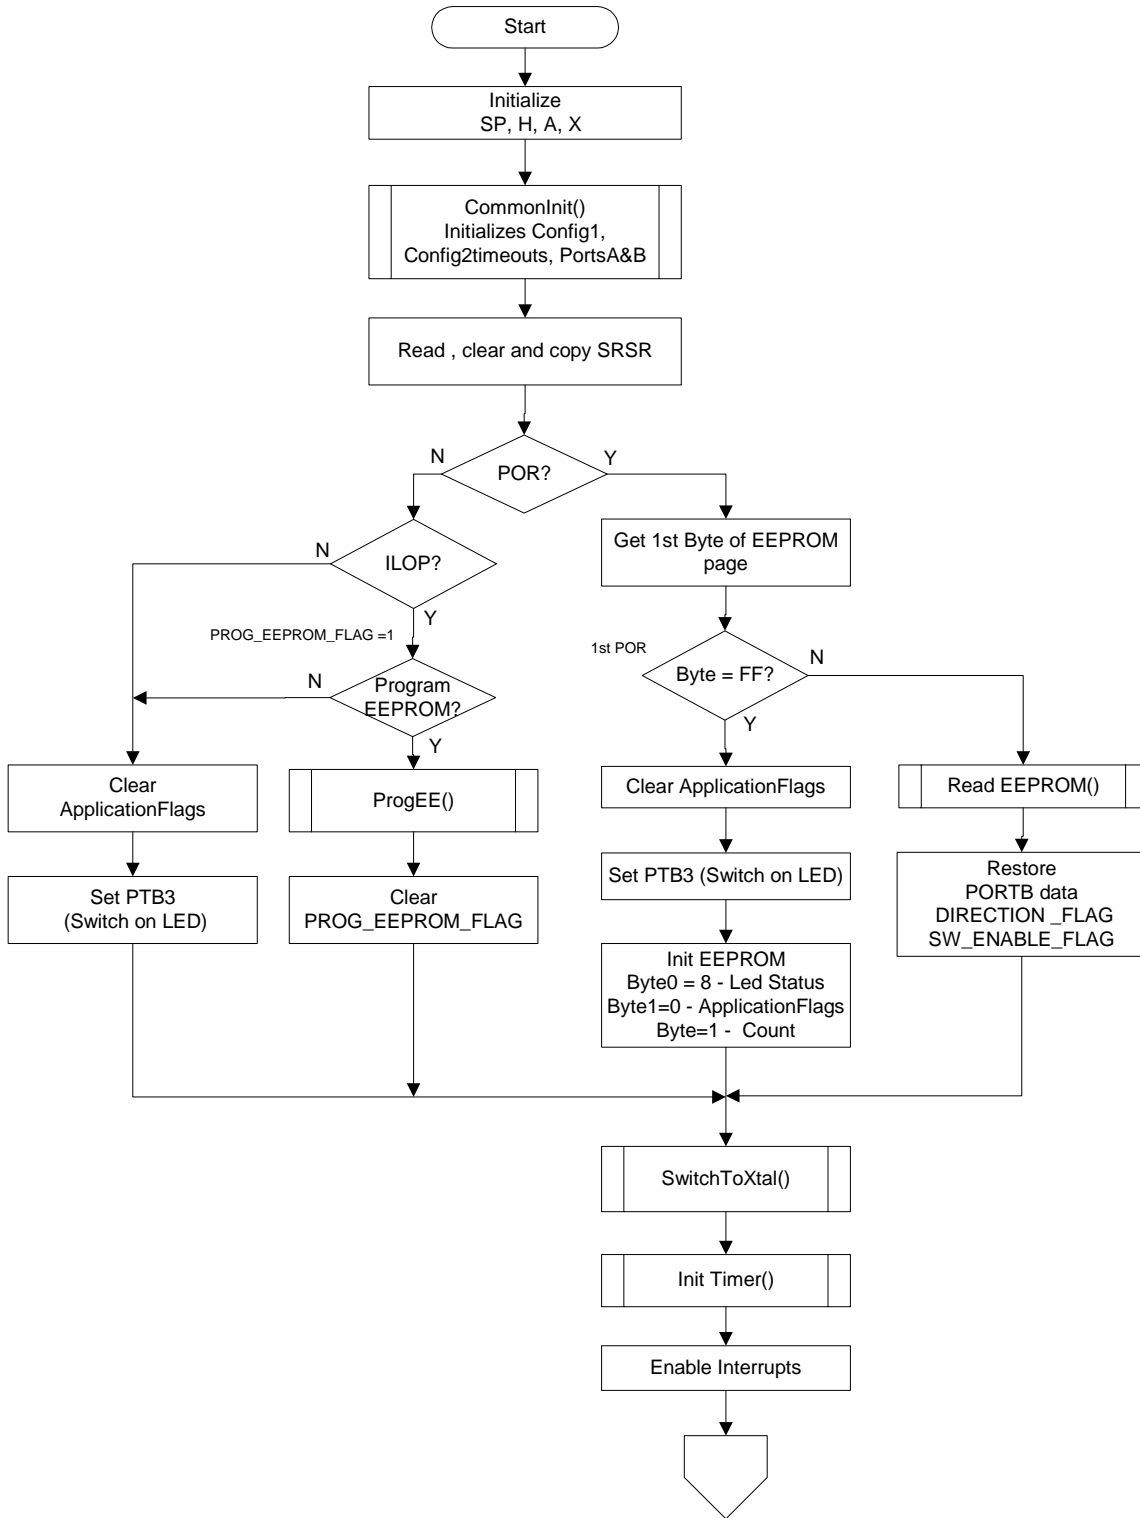 Start
Initialize
SP, H, A, X
CommonInit()
Initializes Config1,
Config2timeouts, PortsA&B
Read , clear and copy SRSR
POR?
N
Y
ILOP?
N
Y
Get 1st Byte of EEPROM
page
PROG_EEPROM_FLAG =1
1st POR
Byte = FF?
N
Y
Program
EEPROM?
N
Y
Clear
ApplicationFlags
ProgEE()
Clear ApplicationFlags
Read EEPROM()
Set PTB3
(Switch on LED)
Clear
PROG_EEPROM_FLAG
Set PTB3 (Switch on LED)
Restore
PORTB data
DIRECTION _FLAG
SW_ENABLE_FLAG
Init EEPROM
Byte0 = 8 - Led Status
Byte1=0 - ApplicationFlags
Byte=1 -  Count
SwitchToXtal()
Init Timer()
Enable Interrupts